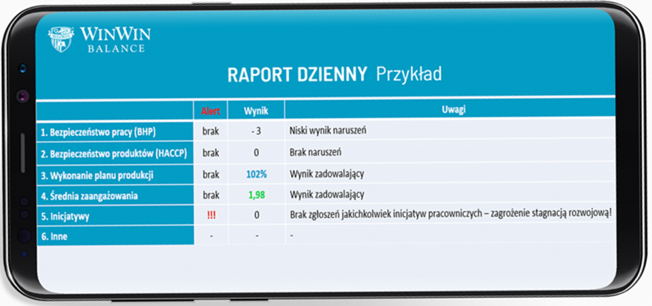 WINWIN
BALANCE
RAPORT DZIENNY Przykład
Alert Wynik Uwagi
1. Bezpieczeństwo pracy (BHP) brak - 3 Niski wynik naruszeń
2. Bezpieczeństwo produktów (HACCP) brak 0 Brak naruszeń
3. Wykonanie planu produkcji brak 102% Wynik zadowalający
4. Średnia zaangażowania brak 1,98 Wynik zadowalający
5. Inicjatywy !!! 0 Brak zgłoszeń jakichkolwiek inicjatyw pracowniczych – zagrożenie stagnacją rozwojową!
6. Inne - - -